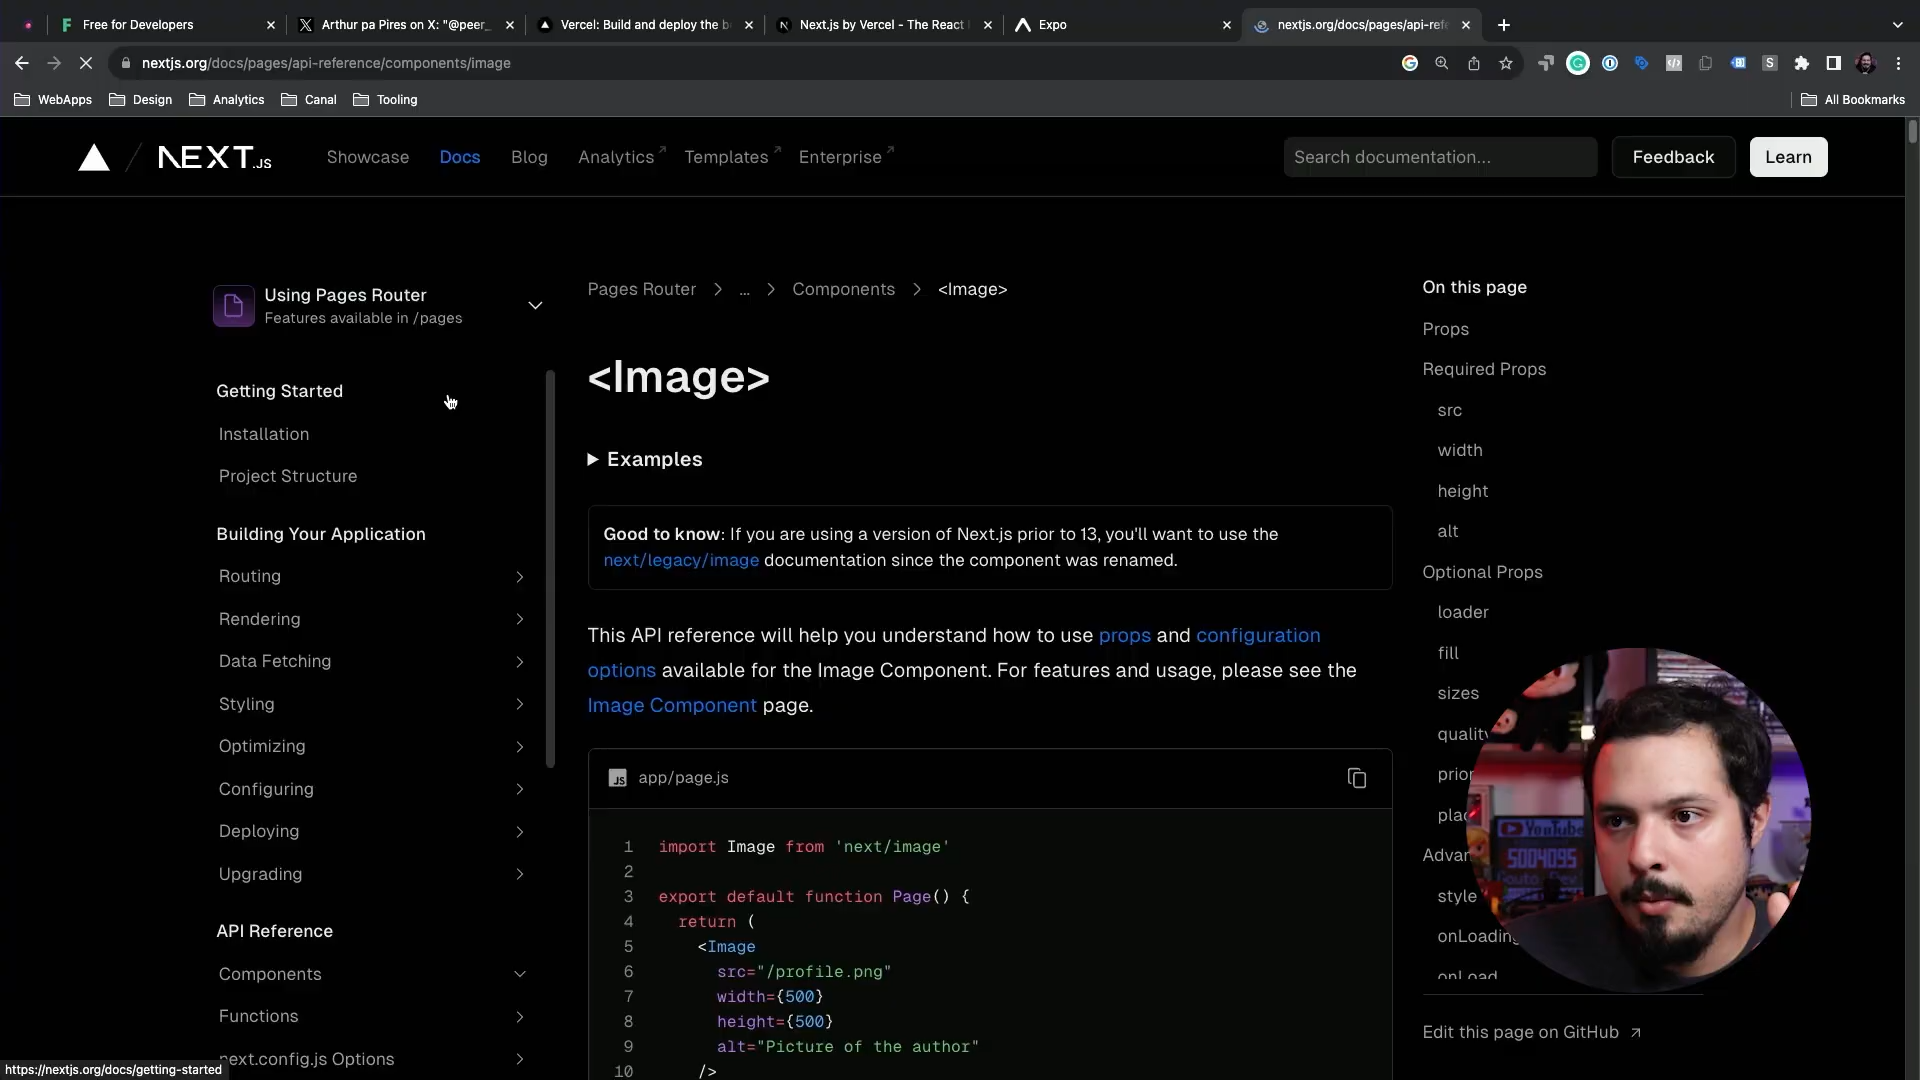 Free for Developers
Arthur pa Pires on X: "@peer_
Vercel: Build and deploy the b
Next.js by Vercel - The React
Expo
nextjs.org/docs/pages/api-ref
nextjs.org/docs/pages/api-reference/components/image
WebApps
Design
Analytics
Canal
Tooling
All Bookmarks
NEXT.JS
Showcase
Docs
Blog
Analytics
Templates
Enterprise
Search documentation...
Feedback
Learn
Using Pages Router
Features available in /pages
Getting Started
Installation
Project Structure
Building Your Application
Routing
Rendering
Data Fetching
Styling
Optimizing
Configuring
Deploying
Upgrading
API Reference
Components
Functions
next.config.js Options
https://nextjs.org/docs/getting-started
Pages Router > ... > Components > <Image>
<Image>
Examples
Good to know: If you are using a version of Next.js prior to 13, you'll want to use the
next/legacy/image documentation since the component was renamed.
This API reference will help you understand how to use props and configuration
options available for the Image Component. For features and usage, please see the
Image Component page.
JS app/page.js
1 import Image from 'next/image'
2
3 export default function Page() {
4 return (
5 <Image
6 src="/profile.png"
7 width={500}
8 height={500}
9 alt="Picture of the author"
10 />
On this page
Props
Required Props
src
width
height
alt
Optional Props
loader
fill
sizes
quality
prior
plac
Advan
style
onLoading
onLoad
Edit this page on GitHub
YouTube
5004095